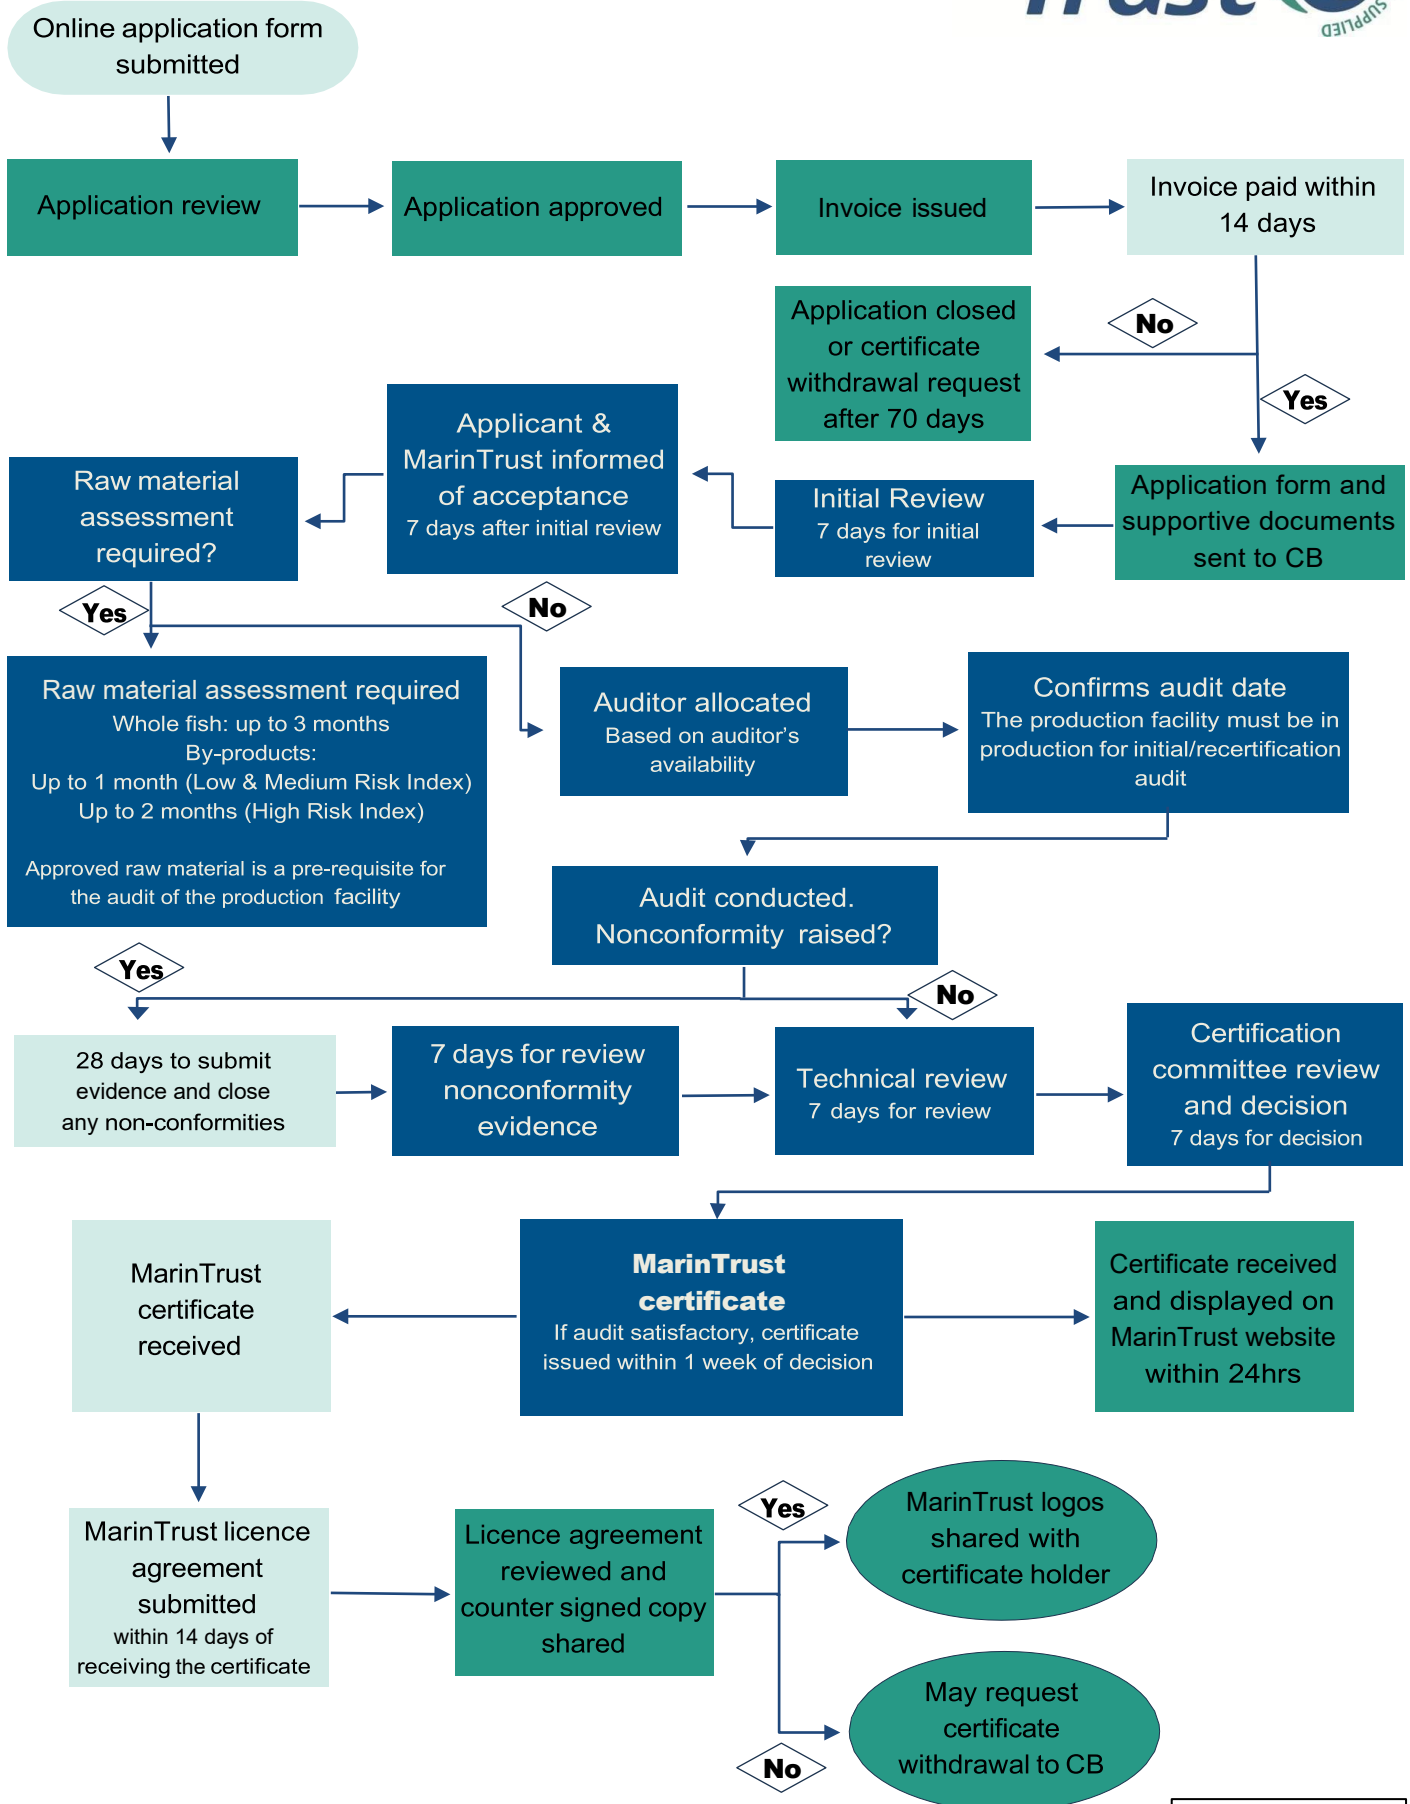 Trust
SUPPLIED
Online application form
submitted
Application review
Application approved
Invoice issued
Invoice paid within
14 days
Application closed
or certificate
withdrawal request
after 70 days
No
Yes
Applicant &
MarinTrust informed
of acceptance
7 days after initial review
Raw material
assessment
required?
Initial Review
7 days for initial
review
Application form and
supportive documents
sent to CB
Yes
No
Raw material assessment required
Whole fish: up to 3 months
By-products:
Up to 1 month (Low & Medium Risk Index)
Up to 2 months (High Risk Index)
Approved raw material is a pre-requisite for
the audit of the production facility
Auditor allocated
Based on auditor's
availability
Confirms audit date
The production facility must be in
production for initial/recertification
audit
Audit conducted.
Nonconformity raised?
Yes
No
28 days to submit
evidence and close
any non-conformities
7 days for review
nonconformity
evidence
Technical review
7 days for review
Certification
committee review
and decision
7 days for decision
MarinTrust
certificate
received
MarinTrust
certificate
If audit satisfactory, certificate
issued within 1 week of decision
Certificate received
and displayed on
MarinTrust website
within 24hrs
MarinTrust licence
agreement
submitted
within 14 days of
receiving the certificate
Licence agreement
reviewed and
counter signed copy
shared
Yes
MarinTrust logos
shared with
certificate holder
No
May request
certificate
withdrawal to CB